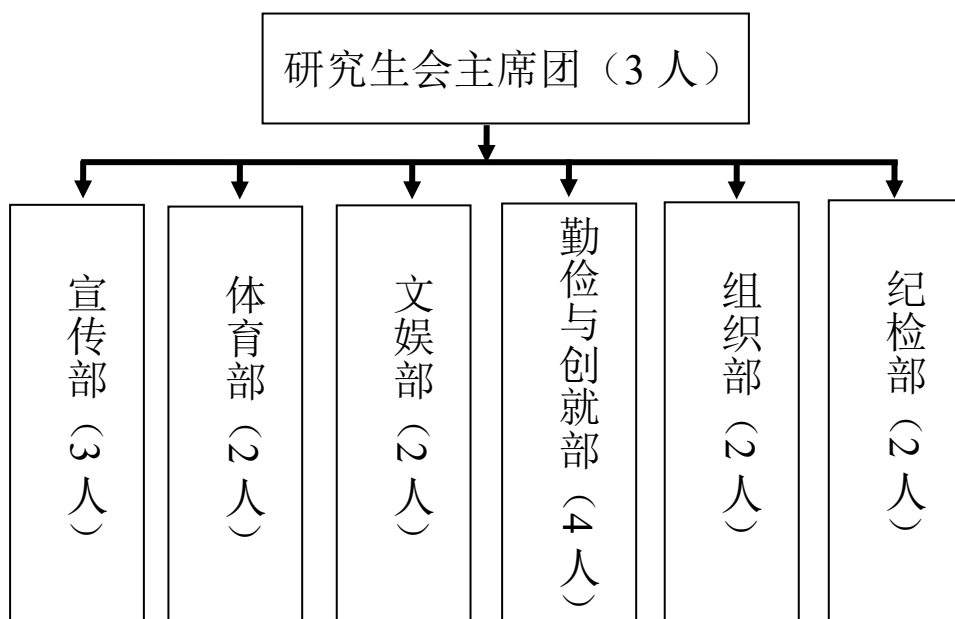 研究生会主席团（3 人）
宣传部（3人）
体育部（2人）
文娱部（2人）
勤俭与创就部（4人）
组织部（2人）
纪检部（2人）